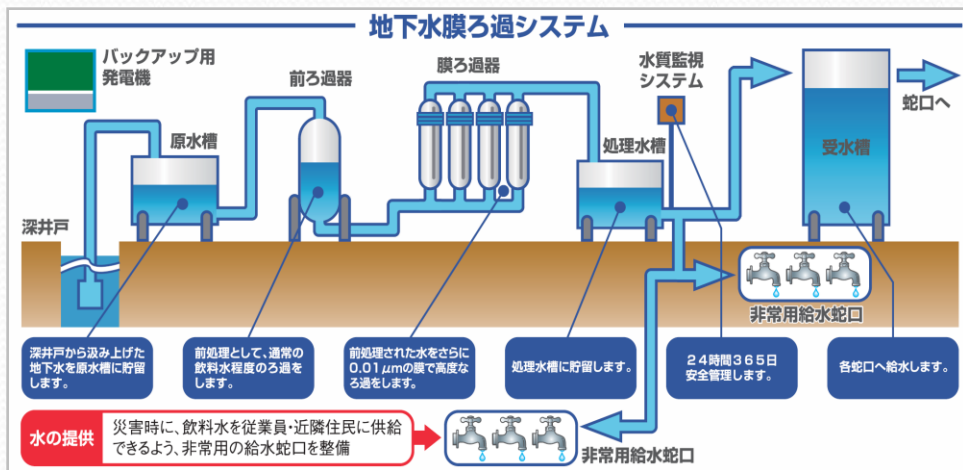 地下水膜ろ過システム
バックアップ用
発電機
前ろ過器
膜ろ過器
水質監視
システム
蛇口へ
原水槽
処理水槽
受水槽
深井戸
非常用給水蛇口
深井戸から汲み上げた
地下水を原水槽に貯留
します。
前処理として、通常の
飲料水程度のろ過を
します。
前処理された水をさらに
0.01μmの膜で高度な
ろ過をします。
処理水槽に貯留します。
24時間365日
安全管理します。
各蛇口へ給水します。
水の提供
災害時に、飲料水を従業員・近隣住民に供給
できるよう、非常用の給水蛇口を整備
非常用給水蛇口